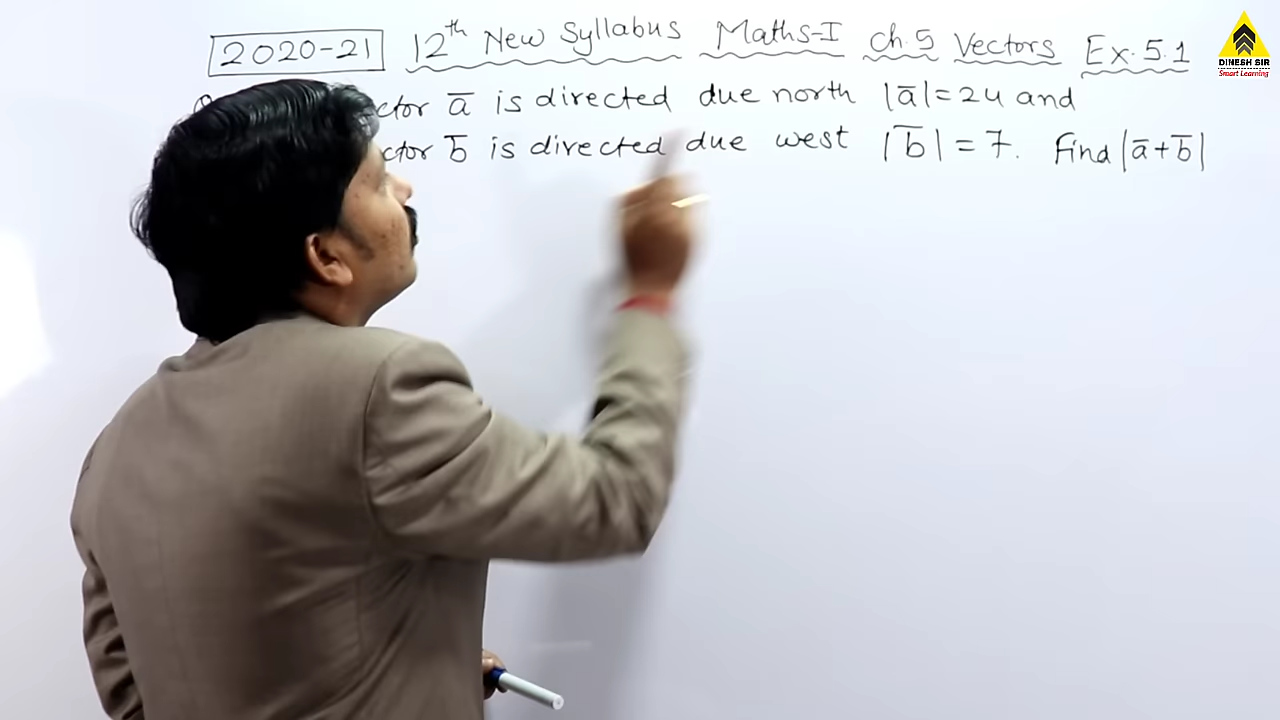 2020-21 12th New Syllabus Maths-I Ch.5 Vectors Ex.5.1
ctor a̅ is directed due north |a̅|=24 and
ctor b̅ is directed due west |b̅| = 7. Find |a̅+b̅|
DINESH SIR
Smart Learning